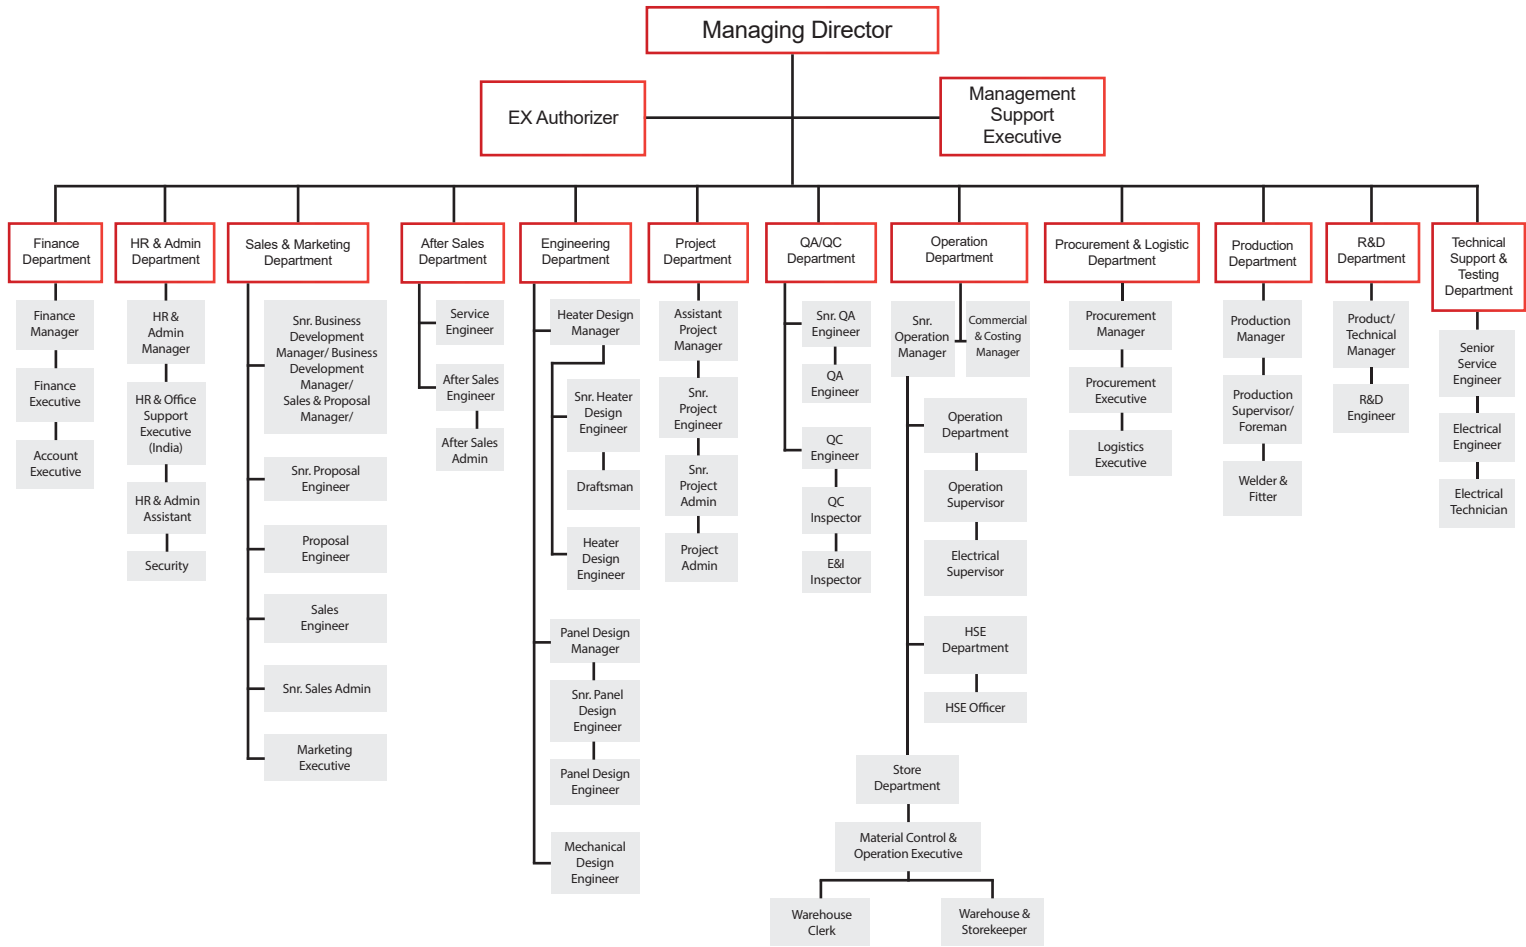 Managing Director
EX Authorizer
Management
Support
Executive
Finance
Department
HR & Admin
Department
Sales & Marketing
Department
After Sales
Department
Engineering
Department
Project
Department
QA/QC
Department
Operation
Department
Procurement & Logistic
Department
Production
Department
R&D
Department
Technical
Support &
Testing
Department
Finance
Manager
Finance
Executive
Account
Executive
HR &
Admin
Manager
HR & Office
Support
Executive
(India)
HR & Admin
Assistant
Security
Snr. Business
Development
Manager/ Business
Development
Manager/
Sales & Proposal
Manager/
Snr. Proposal
Engineer
Proposal
Engineer
Sales
Engineer
Snr. Sales Admin
Marketing
Executive
Service
Engineer
After Sales
Engineer
After Sales
Admin
Heater Design
Manager
Snr. Heater
Design
Engineer
Draftsman
Heater
Design
Engineer
Panel Design
Manager
Snr. Panel
Design
Engineer
Panel Design
Engineer
Mechanical
Design
Engineer
Assistant
Project
Manager
Snr.
Project
Engineer
Snr.
Project
Admin
Project
Admin
Snr. QA
Engineer
QA
Engineer
QC
Engineer
QC
Inspector
E&I
Inspector
Snr.
Operation
Manager
Commercial
& Costing
Manager
Operation
Department
Operation
Supervisor
Electrical
Supervisor
HSE
Department
HSE Officer
Store
Department
Material Control &
Operation Executive
Warehouse
Clerk
Warehouse &
Storekeeper
Procurement
Manager
Procurement
Executive
Logistics
Executive
Production
Manager
Production
Supervisor/
Foreman
Welder &
Fitter
Product/
Technical
Manager
R&D
Engineer
Senior
Service
Engineer
Electrical
Engineer
Electrical
Technician